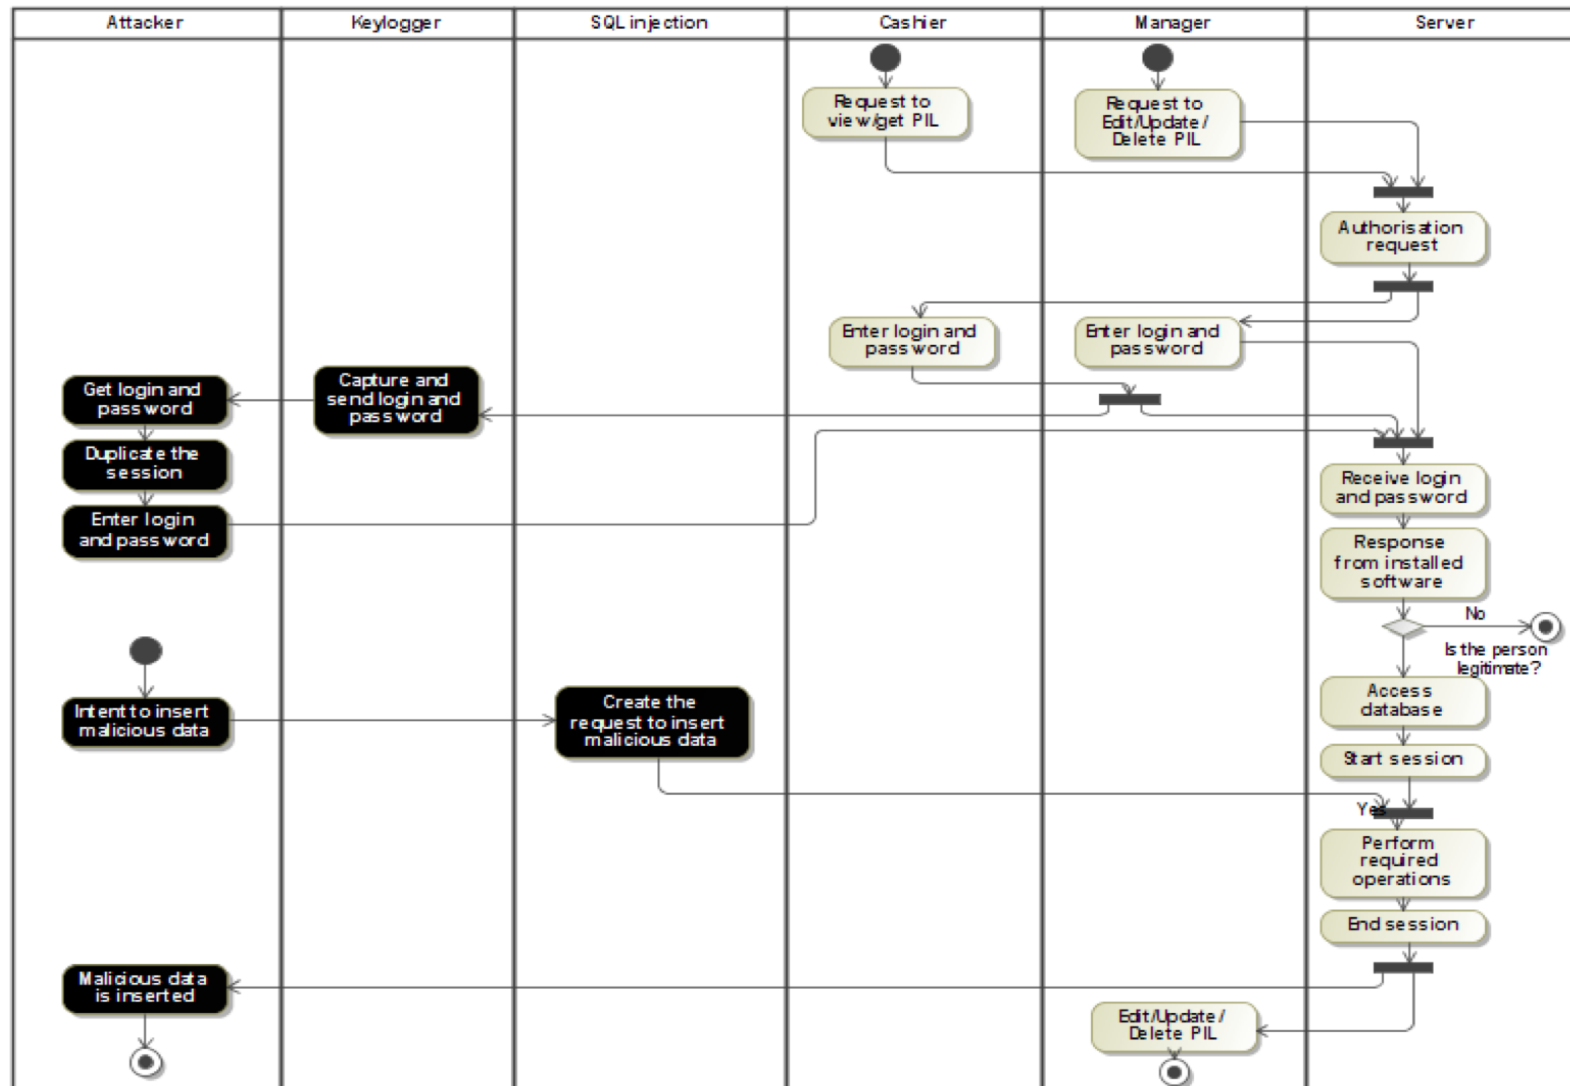 Attacker
Keylogger
SQL injection
Cashier
Manager
Server
Request to
view/get PIL
Request to
Edit/Update/
Delete PIL
Authorisation
request
Enter login and
password
Enter login and
password
Capture and
send login and
password
Get login and
password
Duplicate the
session
Enter login
and password
Receive login
and password
Response
from installed
software
No
Is the person
legitimate?
Intent to insert
malicious data
Create the
request to insert
malicious data
Access
database
Start session
Yes
Perform
required
operations
End session
Malicious data
is inserted
Edit/Update/
Delete PIL